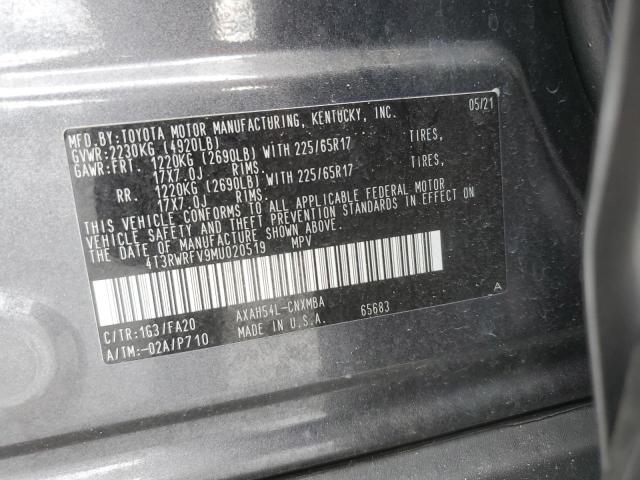 MFD.BY:TOYOTA MOTOR MANUFACTURING, KENTUCKY, INC. 05/21
GVWR:2230KG (4920LB)
GAWR:FRT. 1220KG (2690LB) WITH 225/65R17 TIRES,
17X7.0J RIMS.
RR. 1220KG (2690LB) WITH 225/65R17 TIRES,
17X7.0J RIMS.
THIS VEHICLE CONFORMS TO ALL APPLICABLE FEDERAL MOTOR
VEHICLE SAFETY AND THEFT PREVENTION STANDARDS IN EFFECT ON
THE DATE OF MANUFACTURE SHOWN ABOVE.
4T3RWRFV9MU020519 MPV
C/TR:1G3/FA20 AXAH54L-CNXMBA A
A/TM:-02A/P710 MADE IN U.S.A. 65683